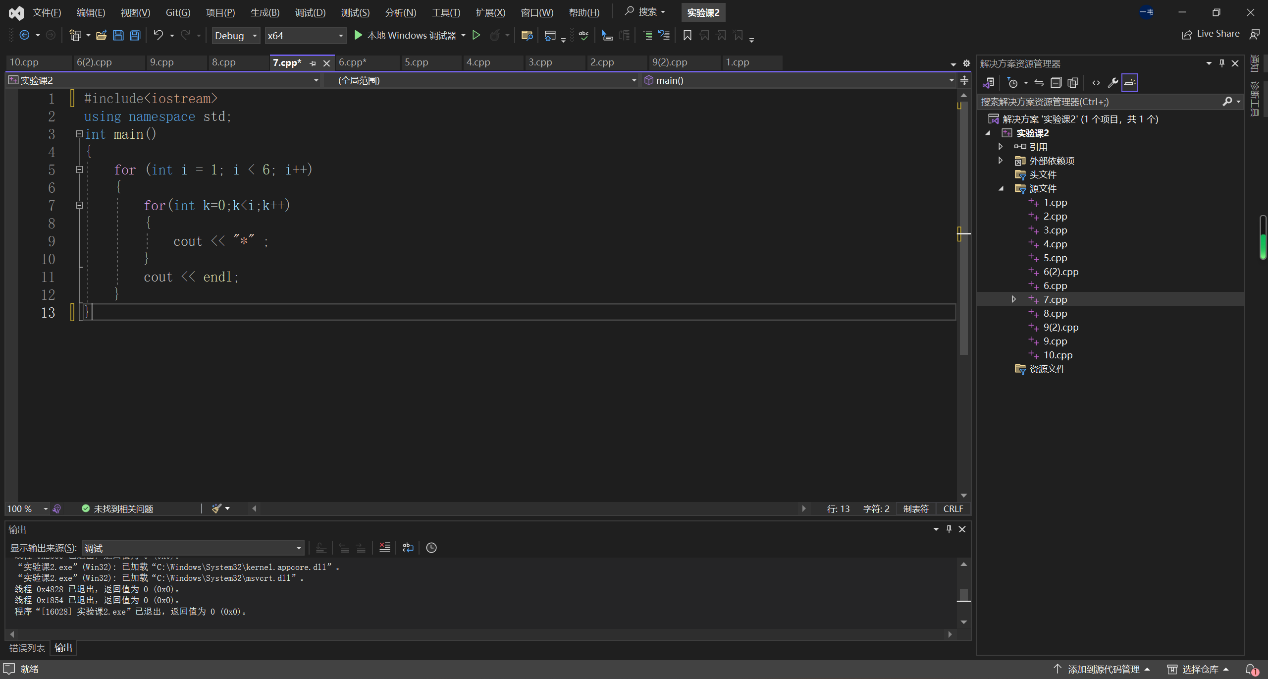 文件(F) 编辑(E) 视图(V) Git(G) 项目(P) 生成(B) 调试(D) 测试(S) 分析(N) 工具(T) 扩展(X) 窗口(W) 帮助(H) 搜索 实验课2
Debug x64 本地 Windows 调试器 Live Share
10.cpp 6(2).cpp 9.cpp 8.cpp 7.cpp* 6.cpp* 5.cpp 4.cpp 3.cpp 2.cpp 9(2).cpp 1.cpp
实验课2 (全局范围) main()
1 #include<iostream>
2 using namespace std;
3 int main()
4 {
5 for (int i = 1; i < 6; i++)
6 {
7 for(int k=0;k<i;k++)
8 {
9 cout << "*" ;
10 }
11 cout << endl;
12 }
13 }
100 % 未找到相关问题 行: 13 字符: 2 制表符 CRLF
输出
显示输出来源(S): 调试
“实验课2.exe”(Win32): 已加载“C:\Windows\System32\kernel.appcore.dll”。
“实验课2.exe”(Win32): 已加载“C:\Windows\System32\msvcrt.dll”。
线程 0x4828 已退出，返回值为 0 (0x0)。
线程 0x1854 已退出，返回值为 0 (0x0)。
程序“[16028] 实验课2.exe”已退出，返回值为 0 (0x0)。
错误列表 输出
就绪 添加到源代码管理 选择仓库 1
解决方案资源管理器
搜索解决方案资源管理器(Ctrl+;)
解决方案 '实验课2' (1 个项目，共 1 个)
实验课2
引用
外部依赖项
头文件
源文件
1.cpp
2.cpp
3.cpp
4.cpp
5.cpp
6(2).cpp
6.cpp
7.cpp
8.cpp
9(2).cpp
9.cpp
10.cpp
资源文件